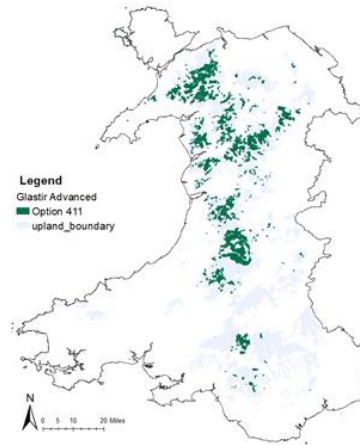 Legend
Glastir Advanced
Option 411
upland_boundary
N
0 5 10 20 Miles